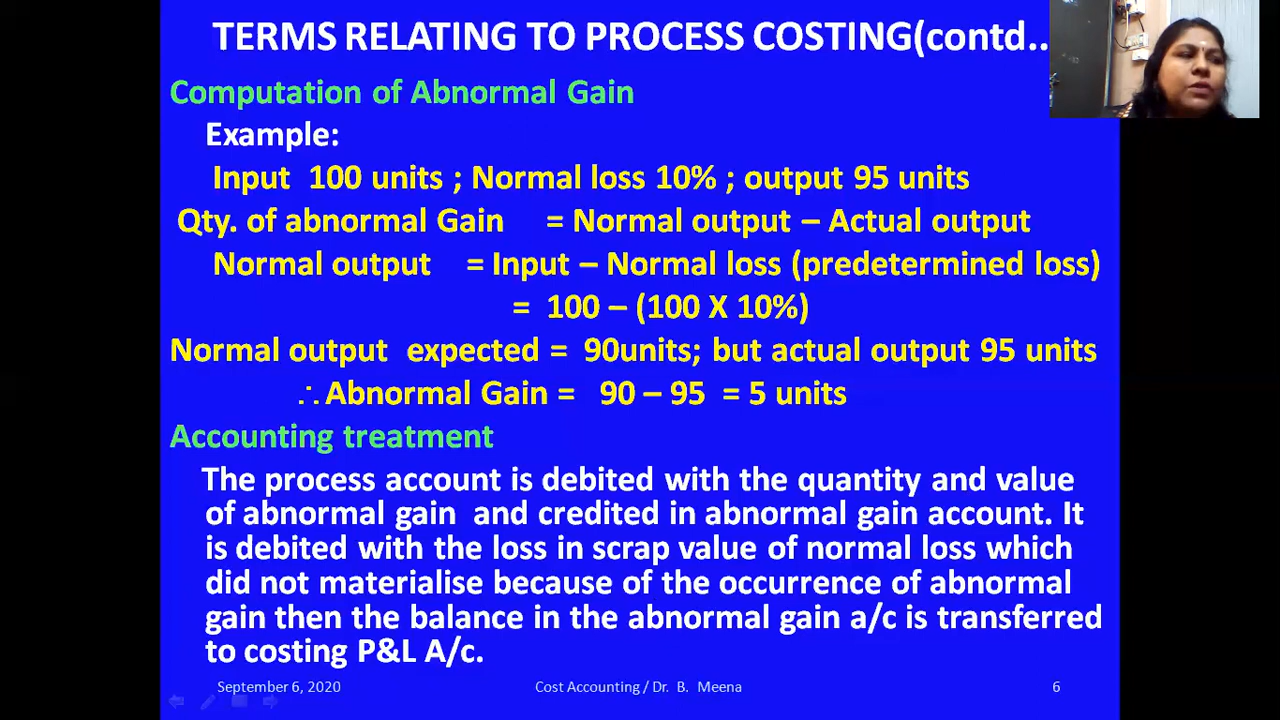 TERMS RELATING TO PROCESS COSTING(contd..
Computation of Abnormal Gain
Example:
Input 100 units ; Normal loss 10% ; output 95 units
Qty. of abnormal Gain = Normal output – Actual output
Normal output = Input – Normal loss (predetermined loss)
= 100 – (100 X 10%)
Normal output expected = 90units; but actual output 95 units
∴ Abnormal Gain = 90 – 95 = 5 units
Accounting treatment
The process account is debited with the quantity and value
of abnormal gain and credited in abnormal gain account. It
is debited with the loss in scrap value of normal loss which
did not materialise because of the occurrence of abnormal
gain then the balance in the abnormal gain a/c is transferred
to costing P&L A/c.
September 6, 2020 Cost Accounting / Dr. B. Meena 6